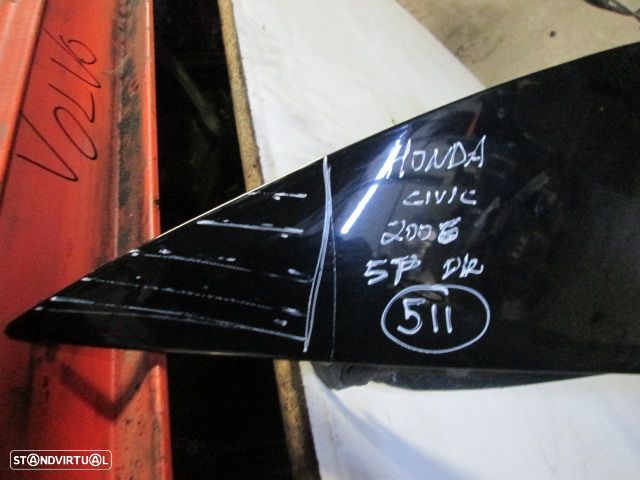 VOLVO
HONDA
CIVIC
2006
5P DR
511
STANDVIRTUAL